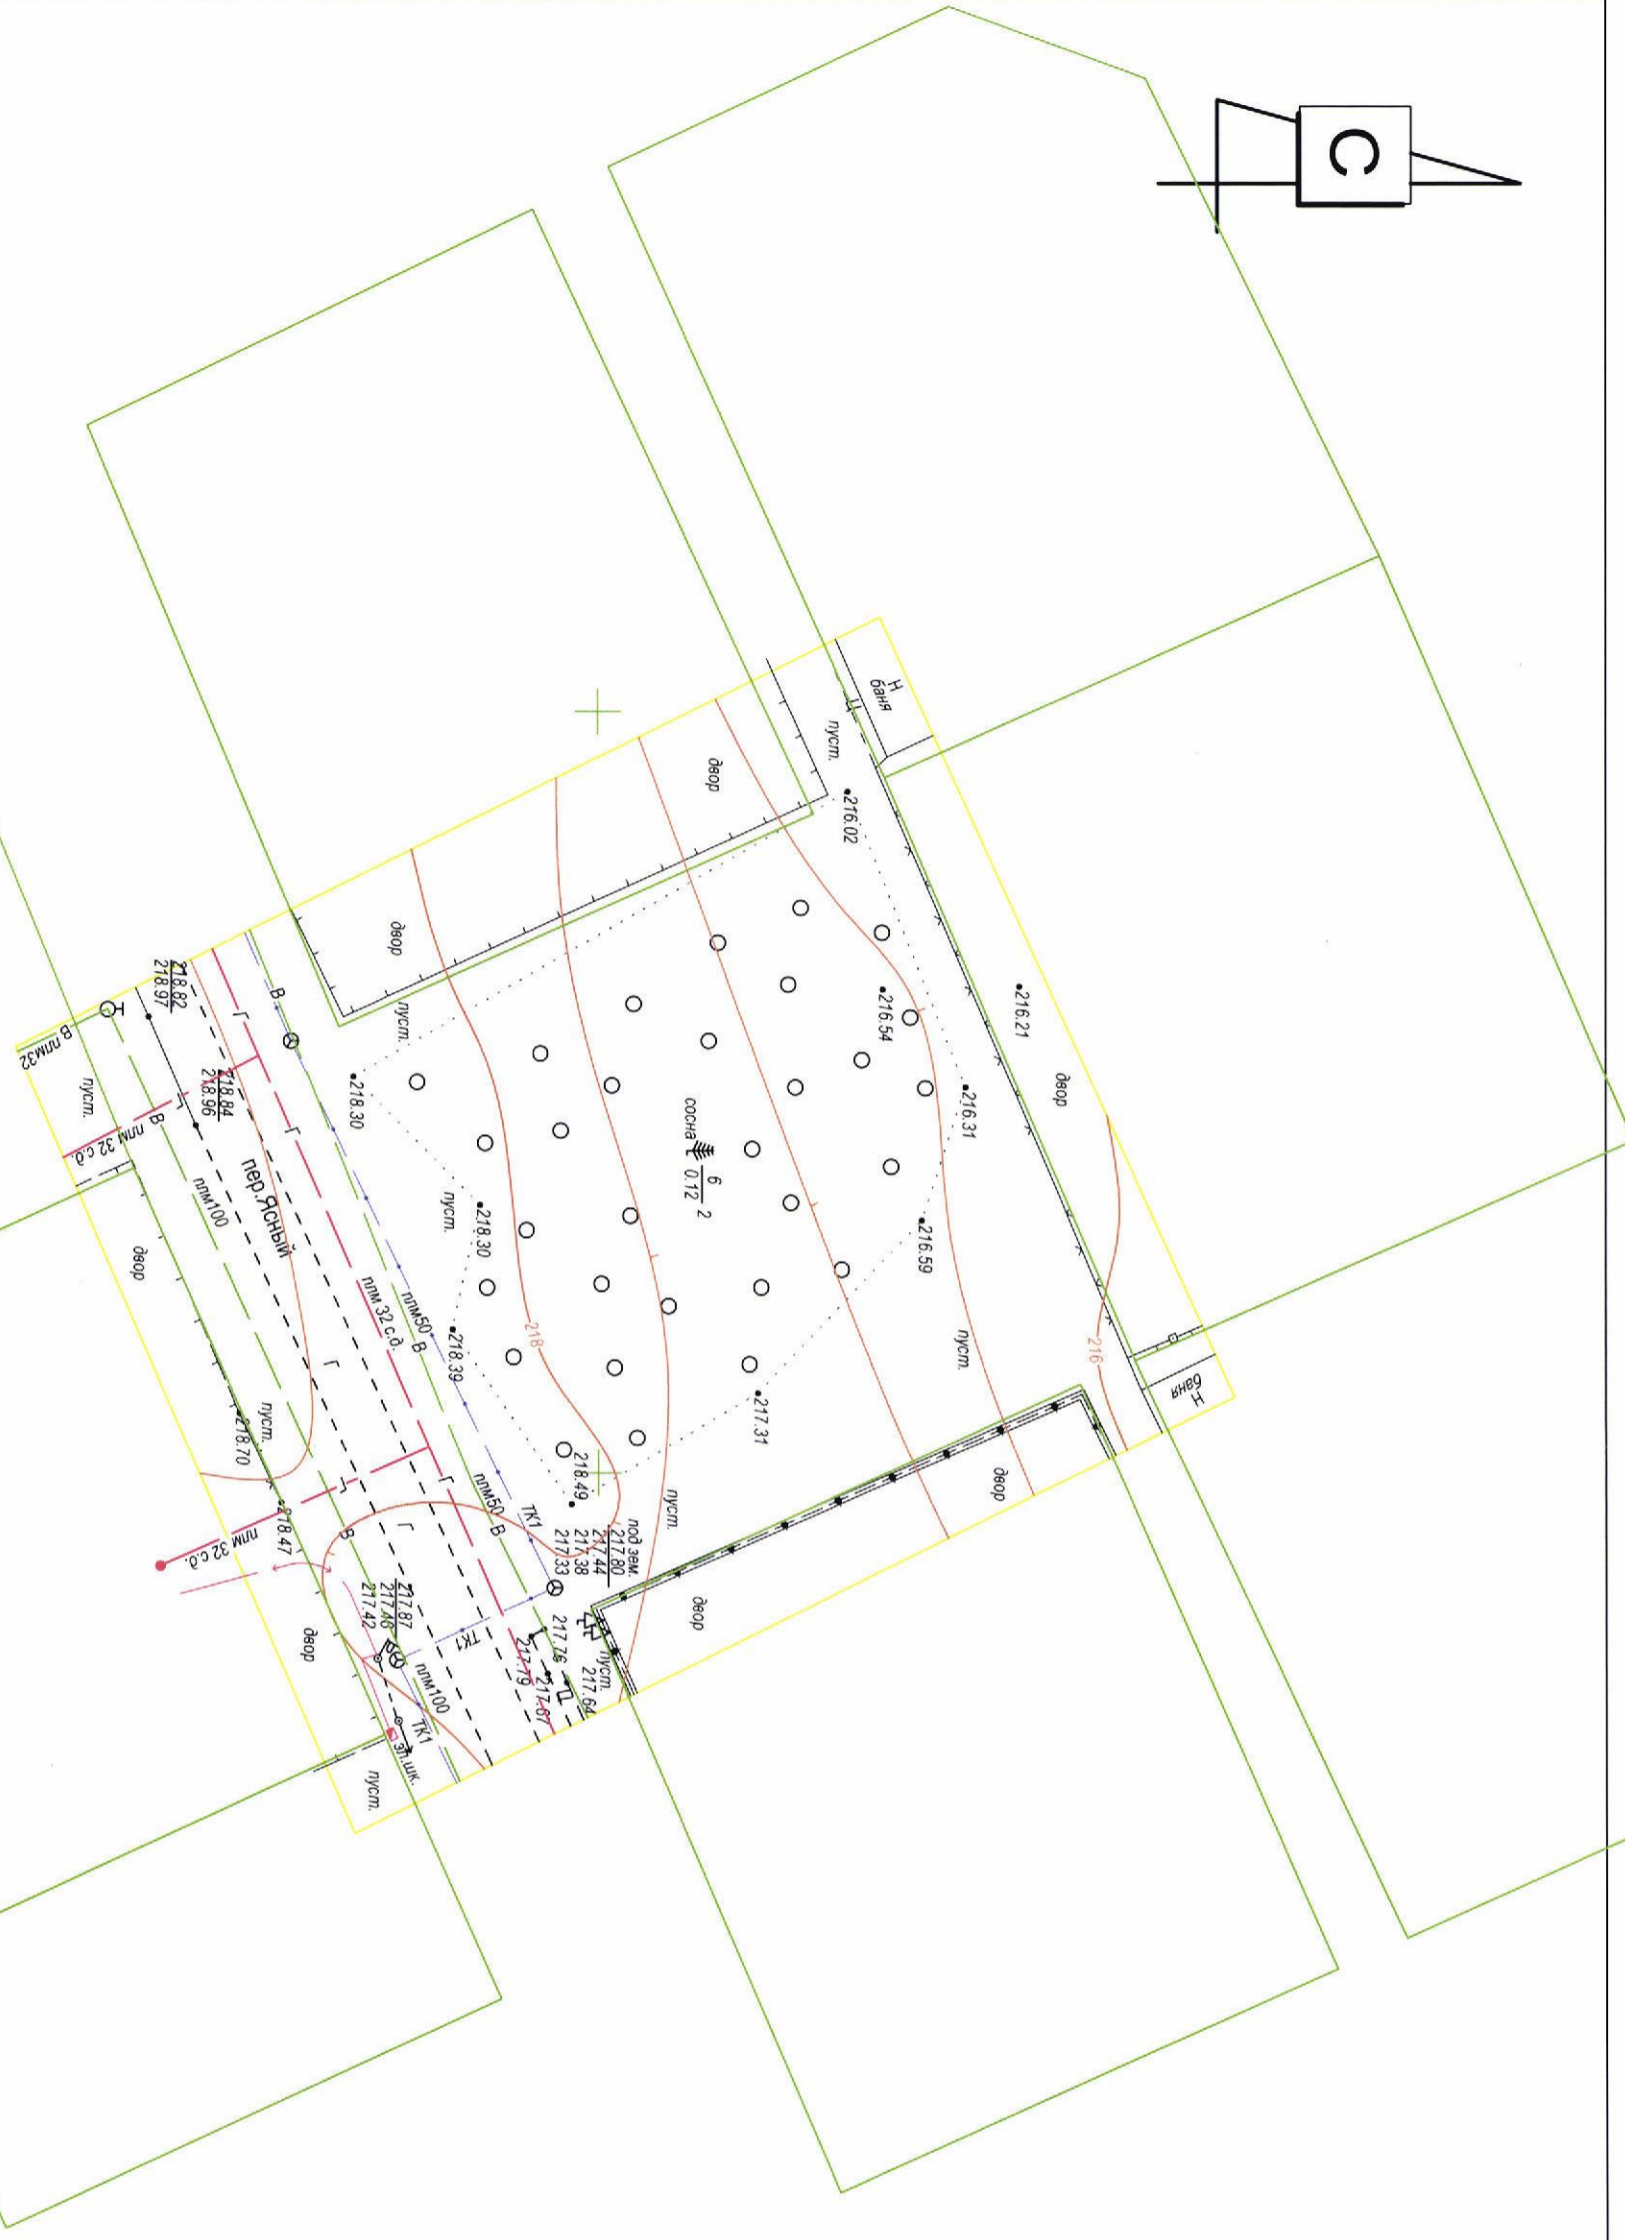 С
Н
баня
Ц
пуст.
216.02
двор
216.21
216.54
двор
216.31
216.59
сосна
6
0.12
2
пуст.
216
Н
баня
двор
пуст.
218.30
218.30
пуст.
218.39
218
217.31
218.49
пуст.
двор
двор
под зем.
217.80
217.44
217.38
217.33
ТК1
217.76
217.79
217.67
пуст.
217.64
218.82
218.97
218.84
218.96
В
Г
Г
пер.Ясный
плм 32 с.д.
плм50
В
плм50
В
Г
Г
Г
Г
ТК1
В плм32
пуст.
В
плм 32 с.д.
плм100
двор
пуст.
218.70
218.47
плм 32 с.д.
В
217.87
217.46
217.42
двор
плм100
ТК1
эл.шк.
пуст.